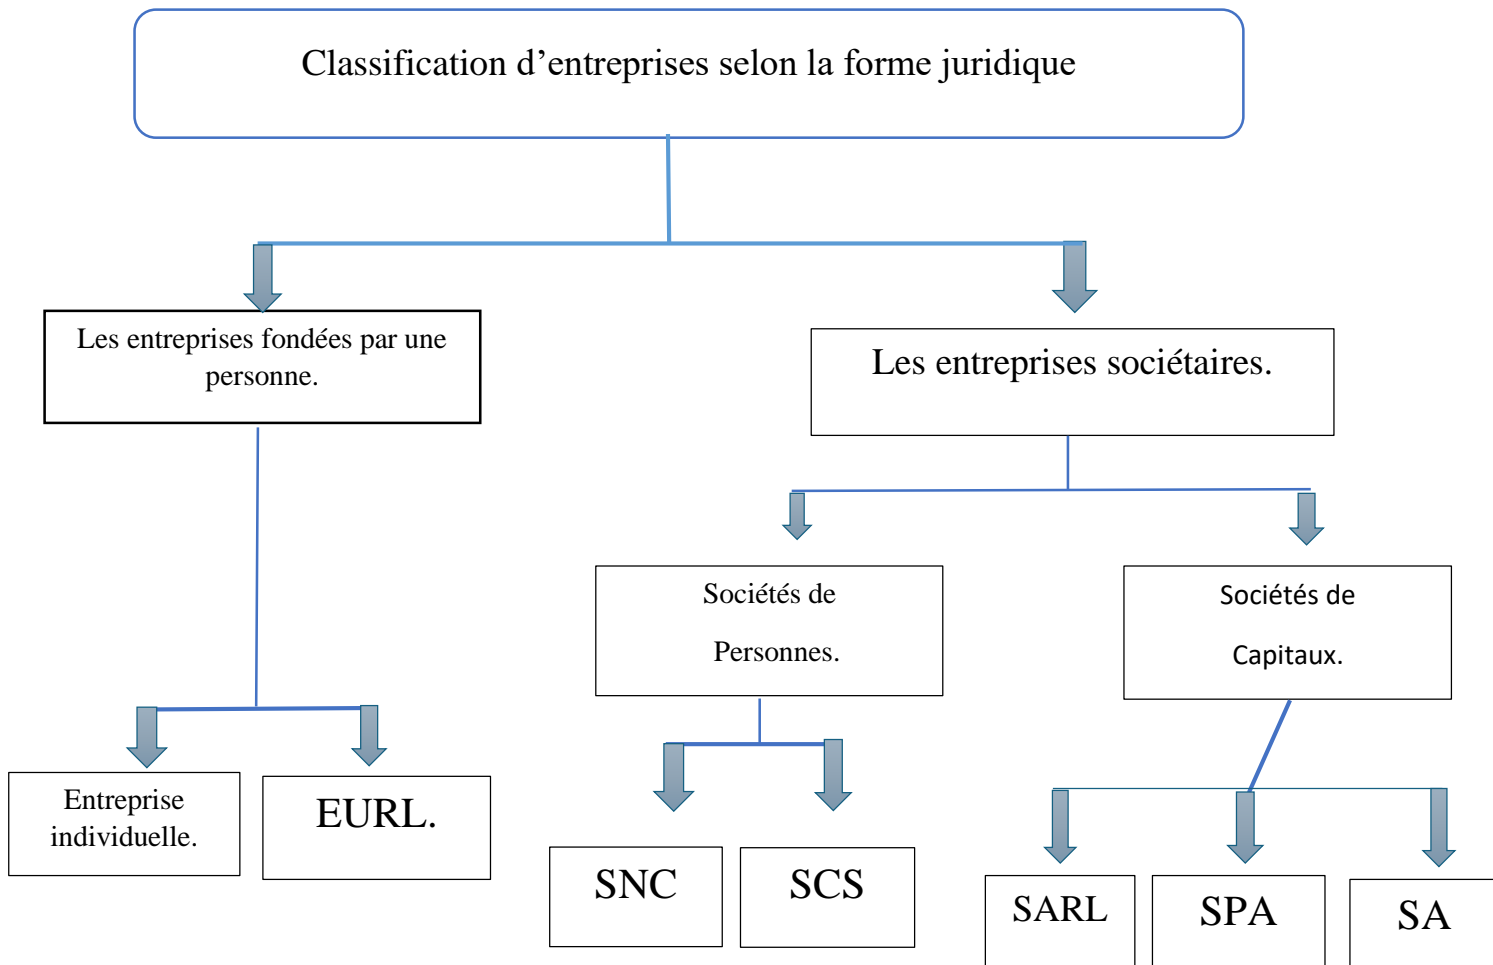 Classification d’entreprises selon la forme juridique
Les entreprises fondées par une
personne.
Les entreprises sociétaires.
Sociétés de
Personnes.
Sociétés de
Capitaux.
Entreprise
individuelle.
EURL.
SNC
SCS
SARL
SPA
SA